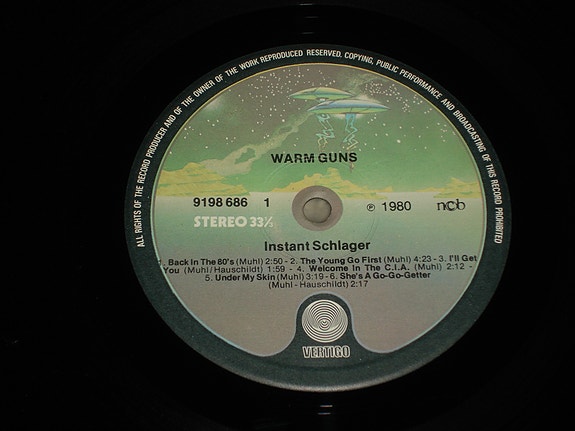 ALL RIGHTS OF THE RECORD PRODUCER AND OF THE OWNER OF THE WORK REPRODUCED RESERVED. COPYING, PUBLIC PERFORMANCE AND BROADCASTING OF THIS RECORD PROHIBITED
WARM GUNS
9198 686 1 ℗ 1980 ncb
STEREO 33⅓
Instant Schlager
1. Back In The 80's (Muhl) 2:50 - 2. The Young Go First (Muhl) 4:23 - 3. I'll Get
You (Muhl/Hauschildt) 1:59 - 4. Welcome In The C.I.A. (Muhl) 2:12 -
5. Under My Skin (Muhl) 3:19 - 6. She's A Go-Go-Getter
(Muhl - Hauschildt) 2:17
VERTIGO